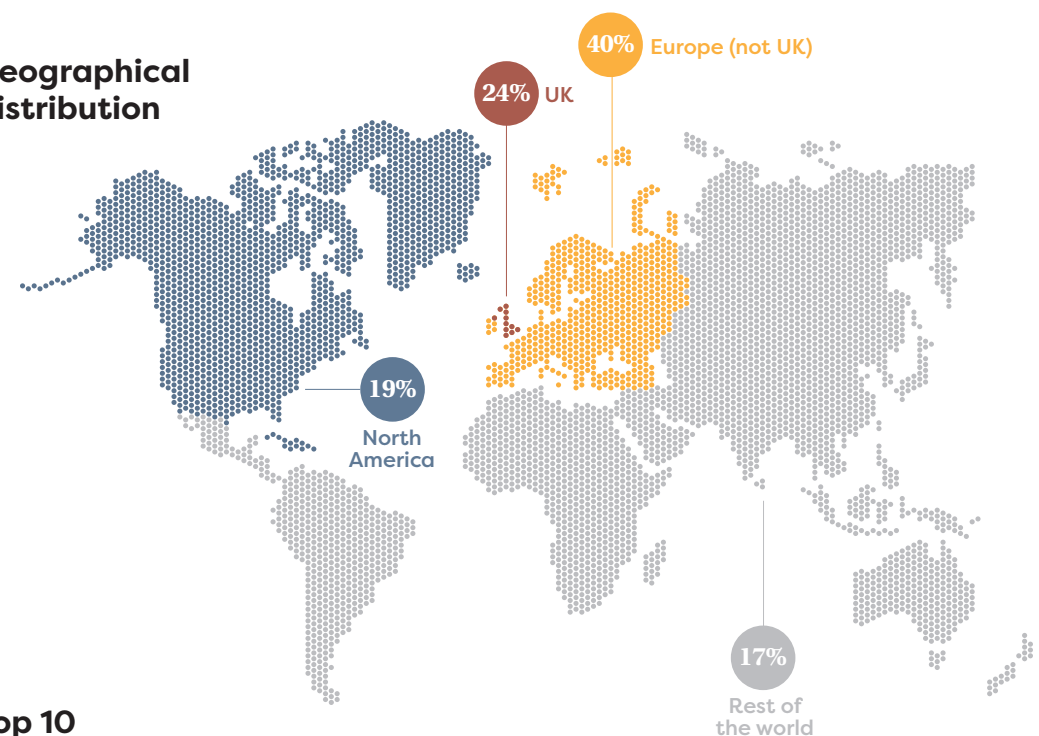 eographical
istribution
40% Europe (not UK)
24% UK
19%
North
America
17%
Rest of
the world
op 10